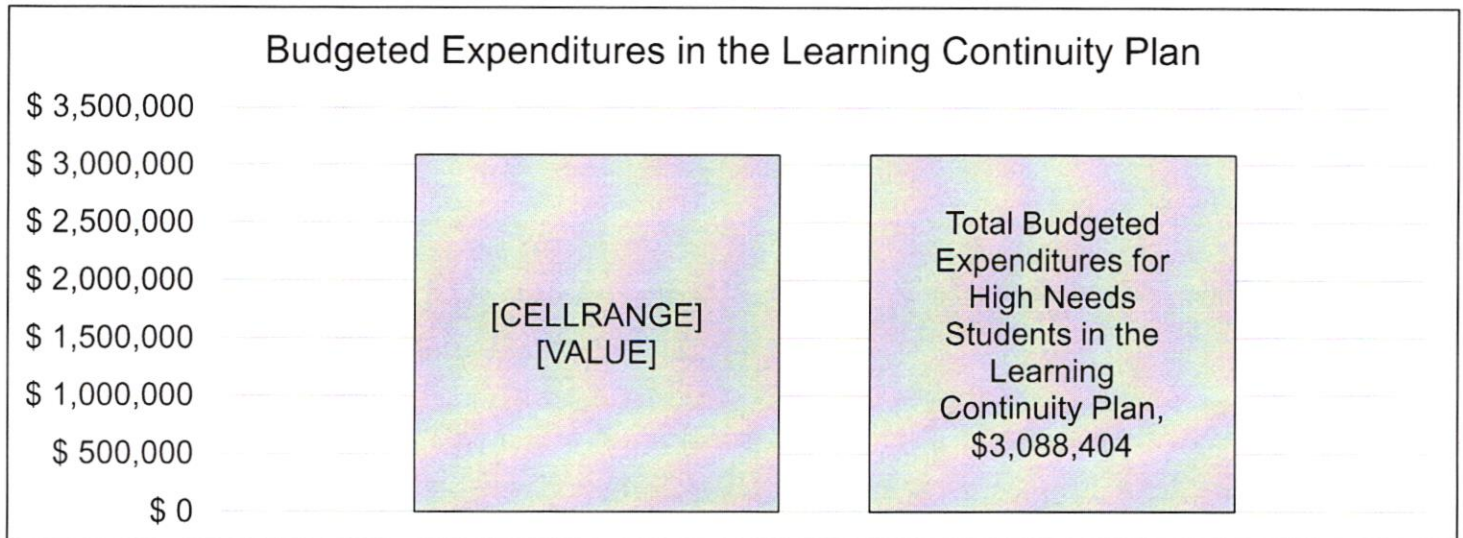 Budgeted Expenditures in the Learning Continuity Plan
$ 3,500,000
$ 3,000,000
$ 2,500,000
$ 2,000,000
$ 1,500,000
$ 1,000,000
$ 500,000
$ 0
[CELLRANGE]
[VALUE]
Total Budgeted
Expenditures for
High Needs
Students in the
Learning
Continuity Plan,
$3,088,404